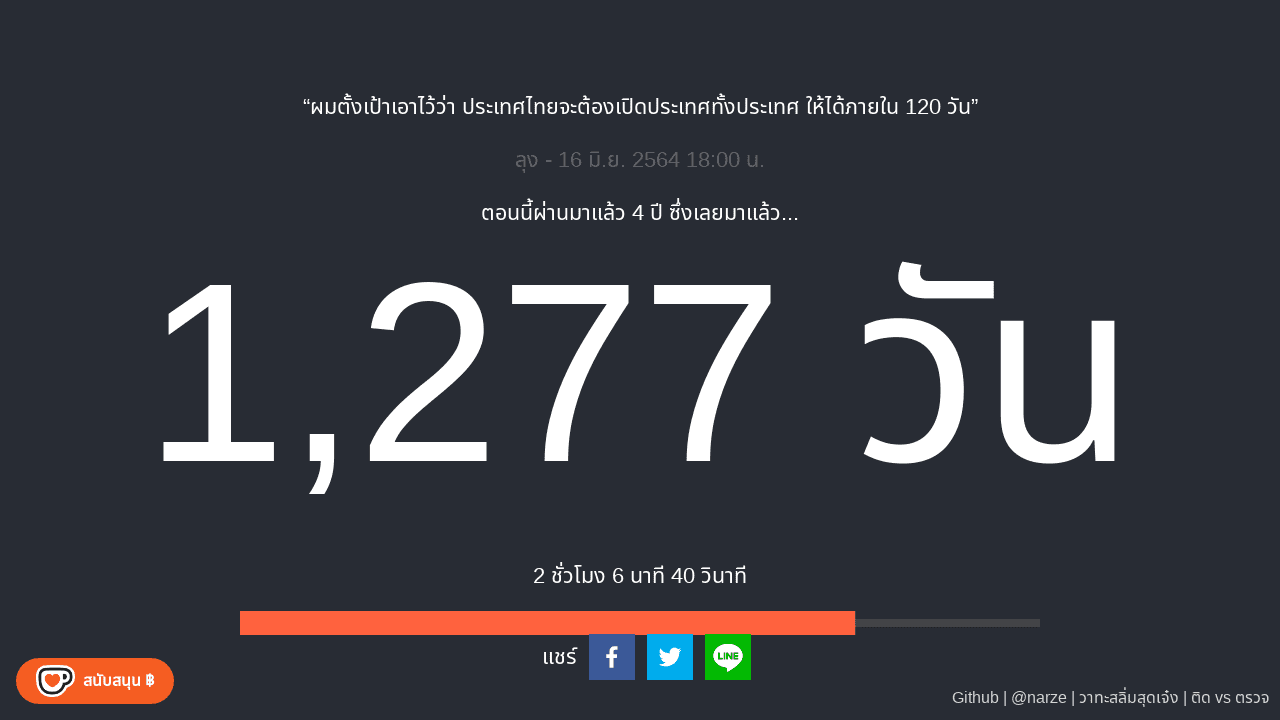 “ผมตั้งเป้าเอาไว้ว่า ประเทศไทยจะต้องเปิดประเทศทั้งประเทศ ให้ได้ภายใน 120 วัน”
ลุง - 16 มิ.ย. 2564 18:00 น.
ตอนนี้ผ่านมาแล้ว 4 ปี ซึ่งเลยมาแล้ว...
1,277 วัน
2 ชั่วโมง 6 นาที 40 วินาที
แชร์
LINE
สนับสนุน ฿
Github | @narze | วาทะสลิ่มสุดเจ๋ง | ติด vs ตรวจ